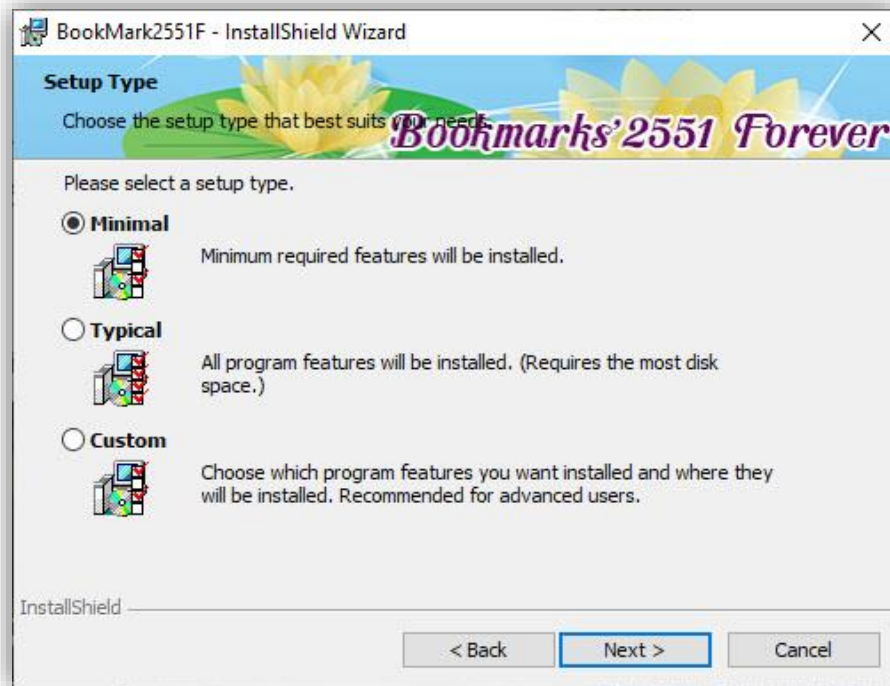 BookMark2551F - InstallShield Wizard
Setup Type
Choose the setup type that best suits your needs.
Bookmarks'2551 Forever
Please select a setup type.
Minimal
Minimum required features will be installed.
Typical
All program features will be installed. (Requires the most disk
space.)
Custom
Choose which program features you want installed and where they
will be installed. Recommended for advanced users.
InstallShield
< Back
Next >
Cancel